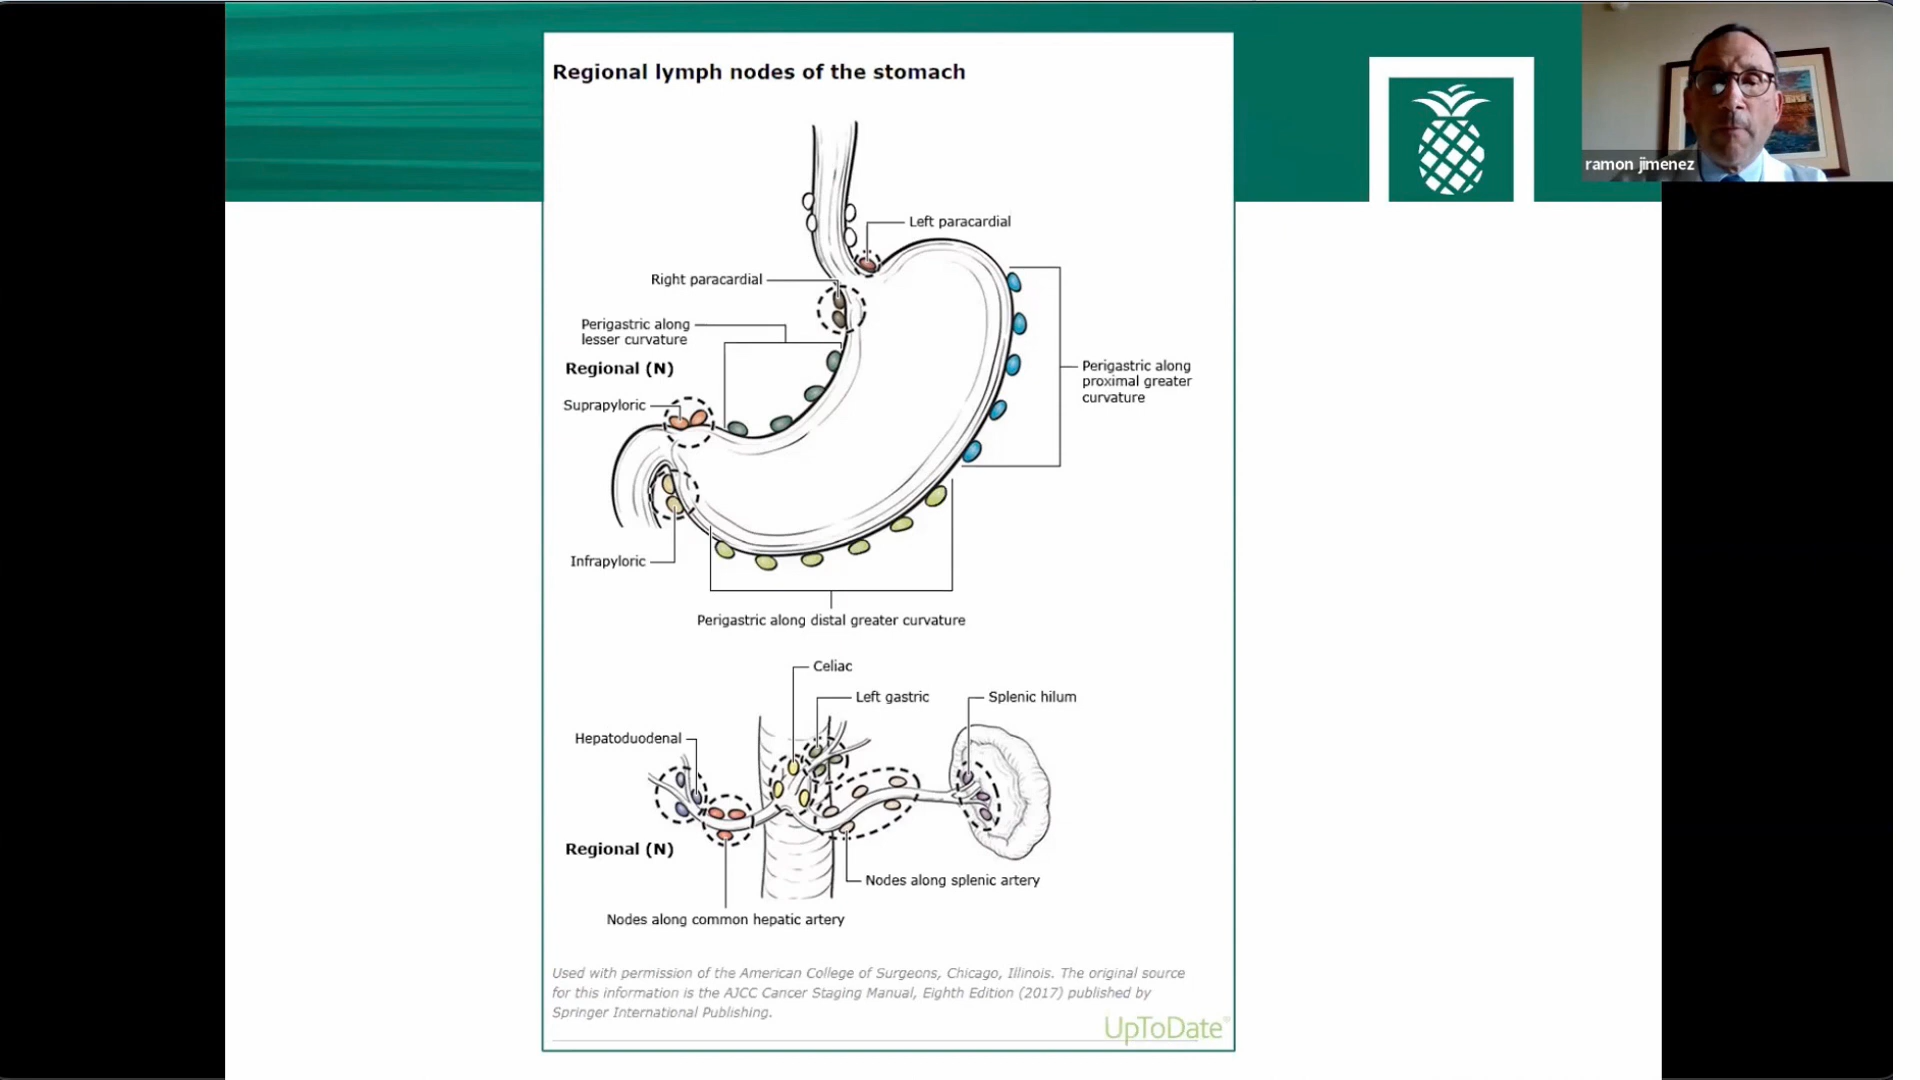 Regional lymph nodes of the stomach
ramon jimenez
Left paracardial
Right paracardial
Perigastric along
lesser curvature
Regional (N)
Perigastric along
proximal greater
curvature
Suprapyloric
Infrapyloric
Perigastric along distal greater curvature
Celiac
Left gastric
Splenic hilum
Hepatoduodenal
Regional (N)
Nodes along splenic artery
Nodes along common hepatic artery
Used with permission of the American College of Surgeons, Chicago, Illinois. The original source
for this information is the AJCC Cancer Staging Manual, Eighth Edition (2017) published by
Springer International Publishing.
UpToDate®